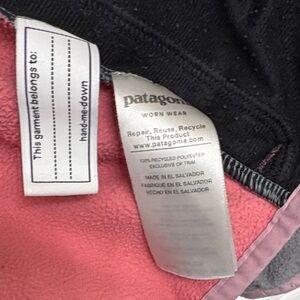 This garment belongs to:
hand-me-down
patagonia
WORN WEAR
Repair, Reuse, Recycle
This Product
www.patagonia.com
100% RECYCLED POLYESTER
EXCLUSIVE OF TRIM
MADE IN EL SALVADOR
FABRIQUÉ EN EL SALVADOR
HECHO EN EL SALVADOR